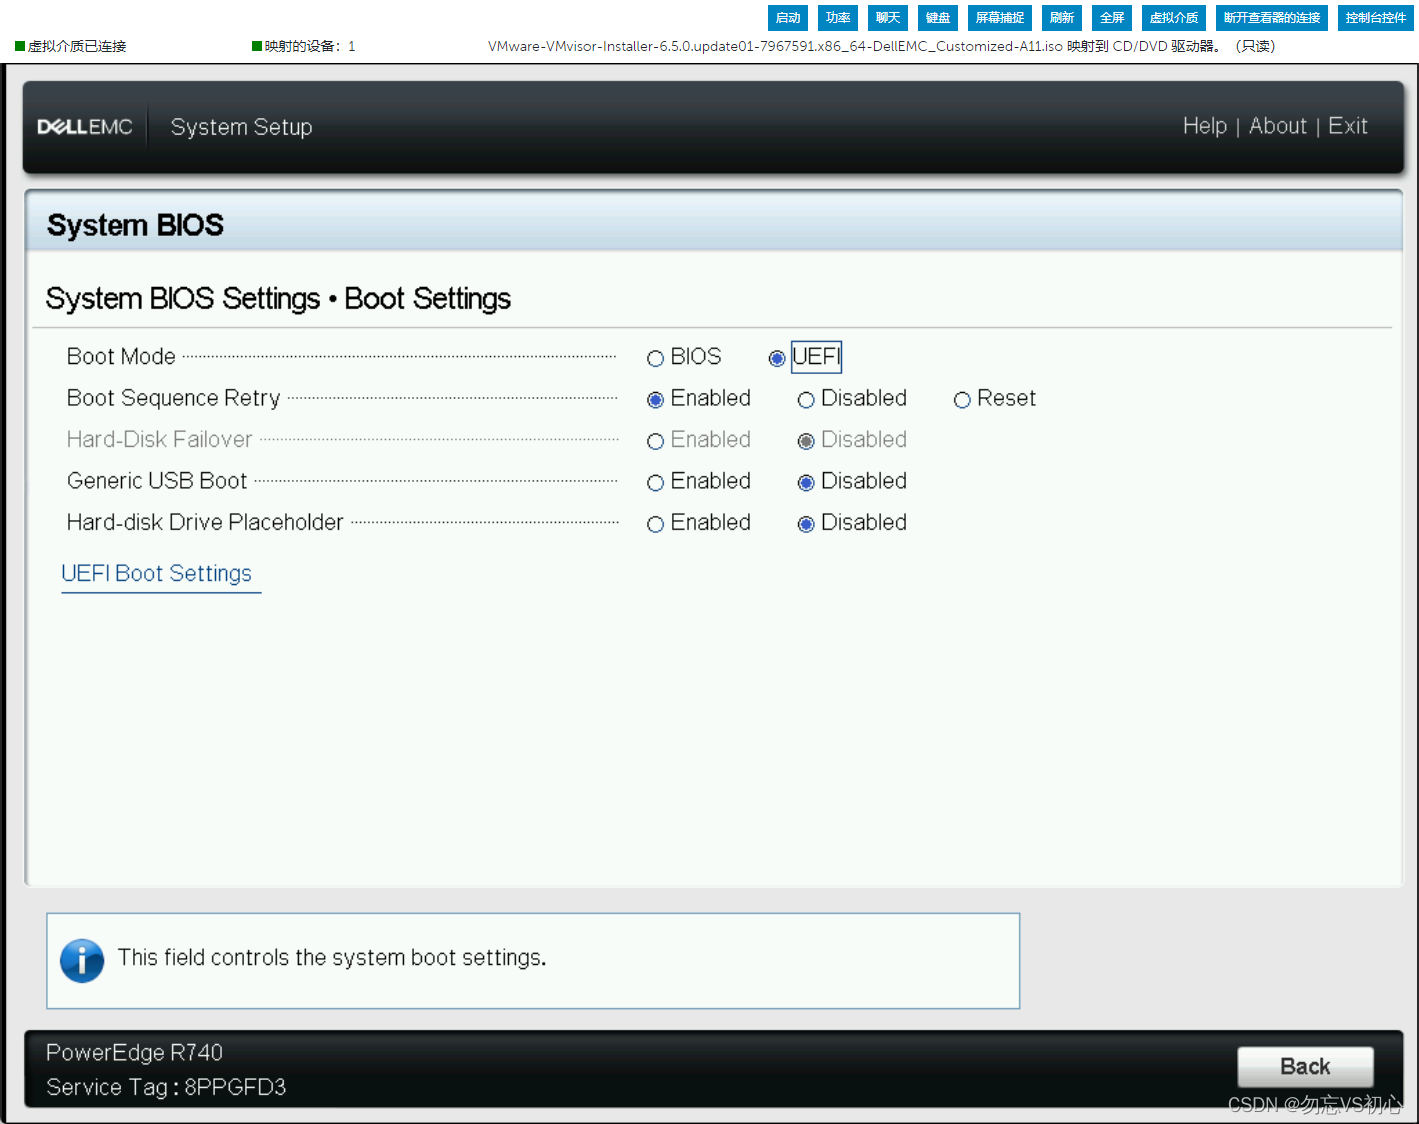 启动 功率 聊天 键盘 屏幕捕捉 刷新 全屏 虚拟介质 断开查看器的连接 控制台控件
虚拟介质已连接 映射的设备：1 VMware-VMvisor-Installer-6.5.0.update01-7967591.x86_64-DellEMC_Customized-A11.iso 映射到 CD/DVD 驱动器。（只读）
DELLEMC System Setup Help | About | Exit
System BIOS
System BIOS Settings • Boot Settings
Boot Mode BIOS UEFI
Boot Sequence Retry Enabled Disabled Reset
Hard-Disk Failover Enabled Disabled
Generic USB Boot Enabled Disabled
Hard-disk Drive Placeholder Enabled Disabled
UEFI Boot Settings
This field controls the system boot settings.
PowerEdge R740
Service Tag : 8PPGFD3
Back
CSDN @勿忘VS初心